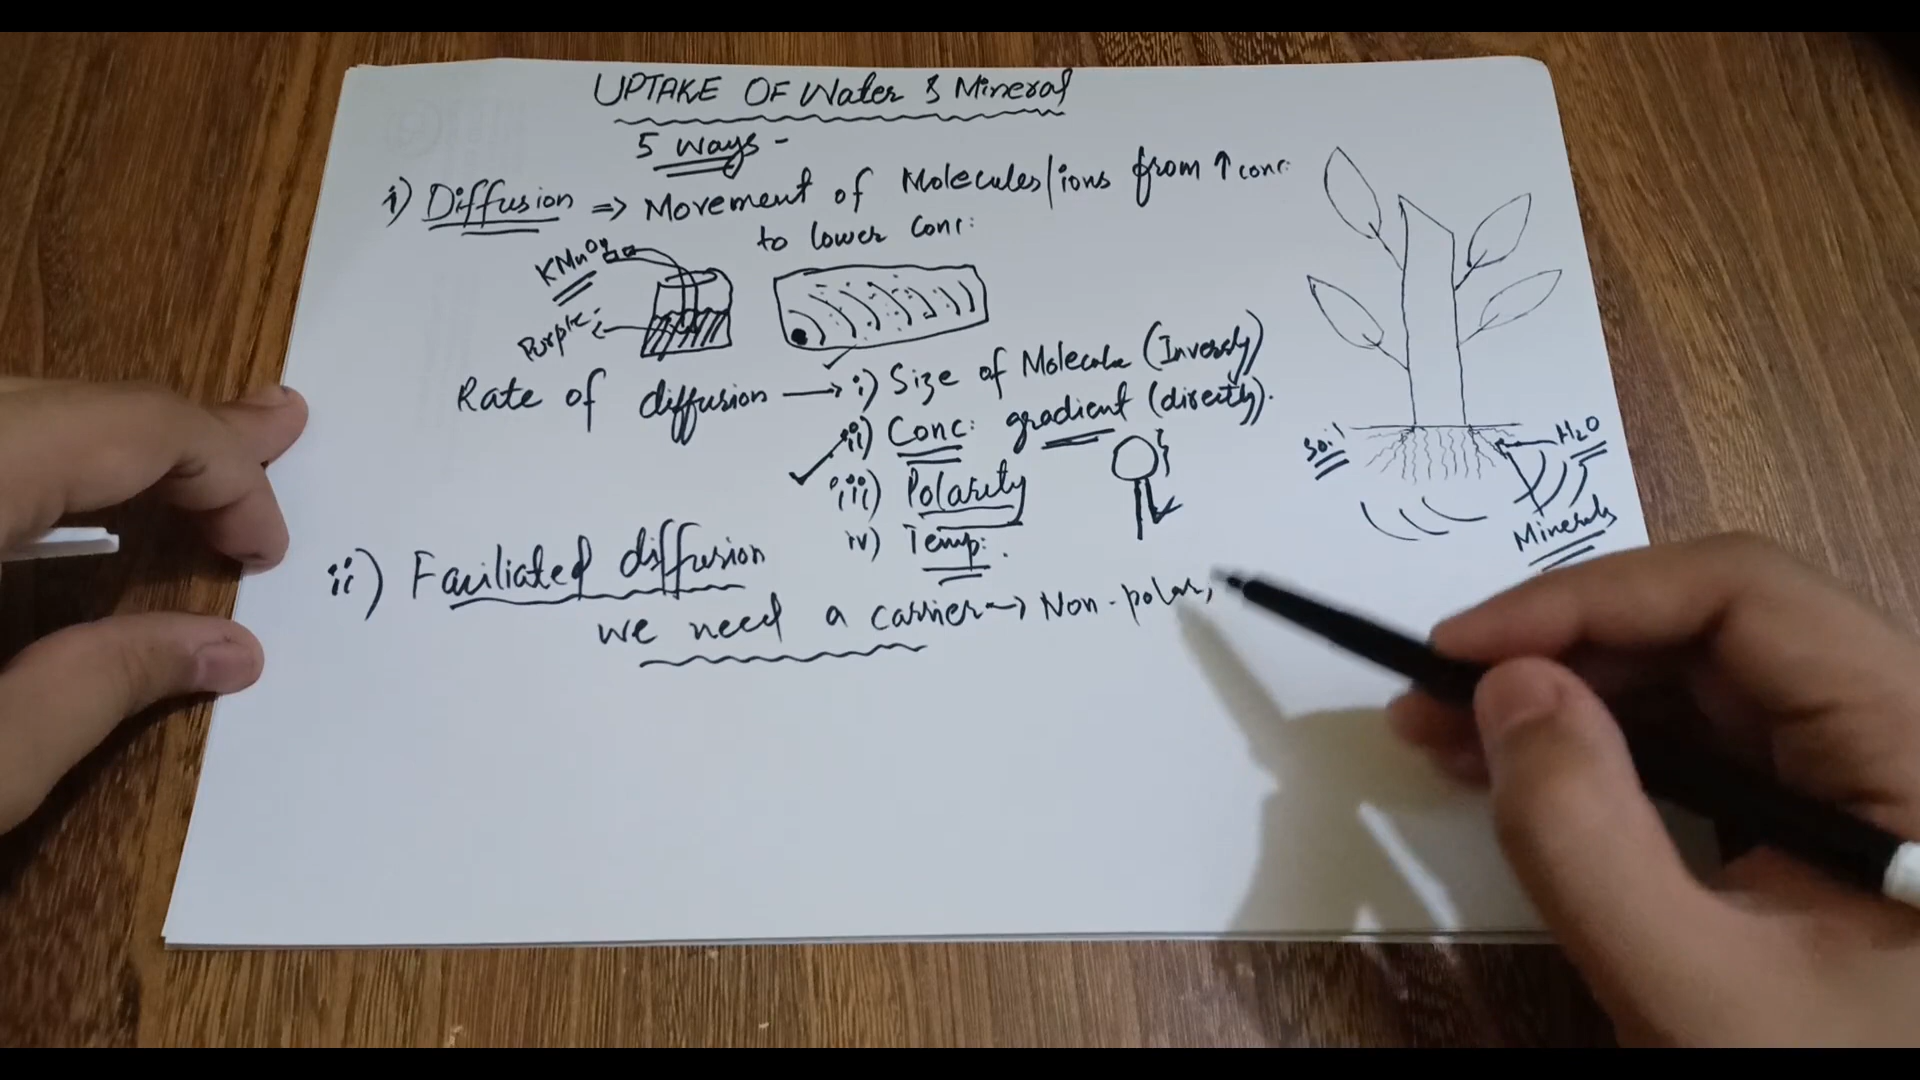 UPTAKE OF Water & Mineral
5 ways -
i) Diffusion => Movement of Molecules/ions from ↑ conc:
to lower Conc:
KMnO4
Purple
Rate of diffusion → i) Size of Molecule (Inversly)
ii) Conc: gradient (directly).
iii) Polarity
iv) Temp:
Soil
H2O
Minerals
ii) Faciliated diffusion
we need a carrier → Non-polar,